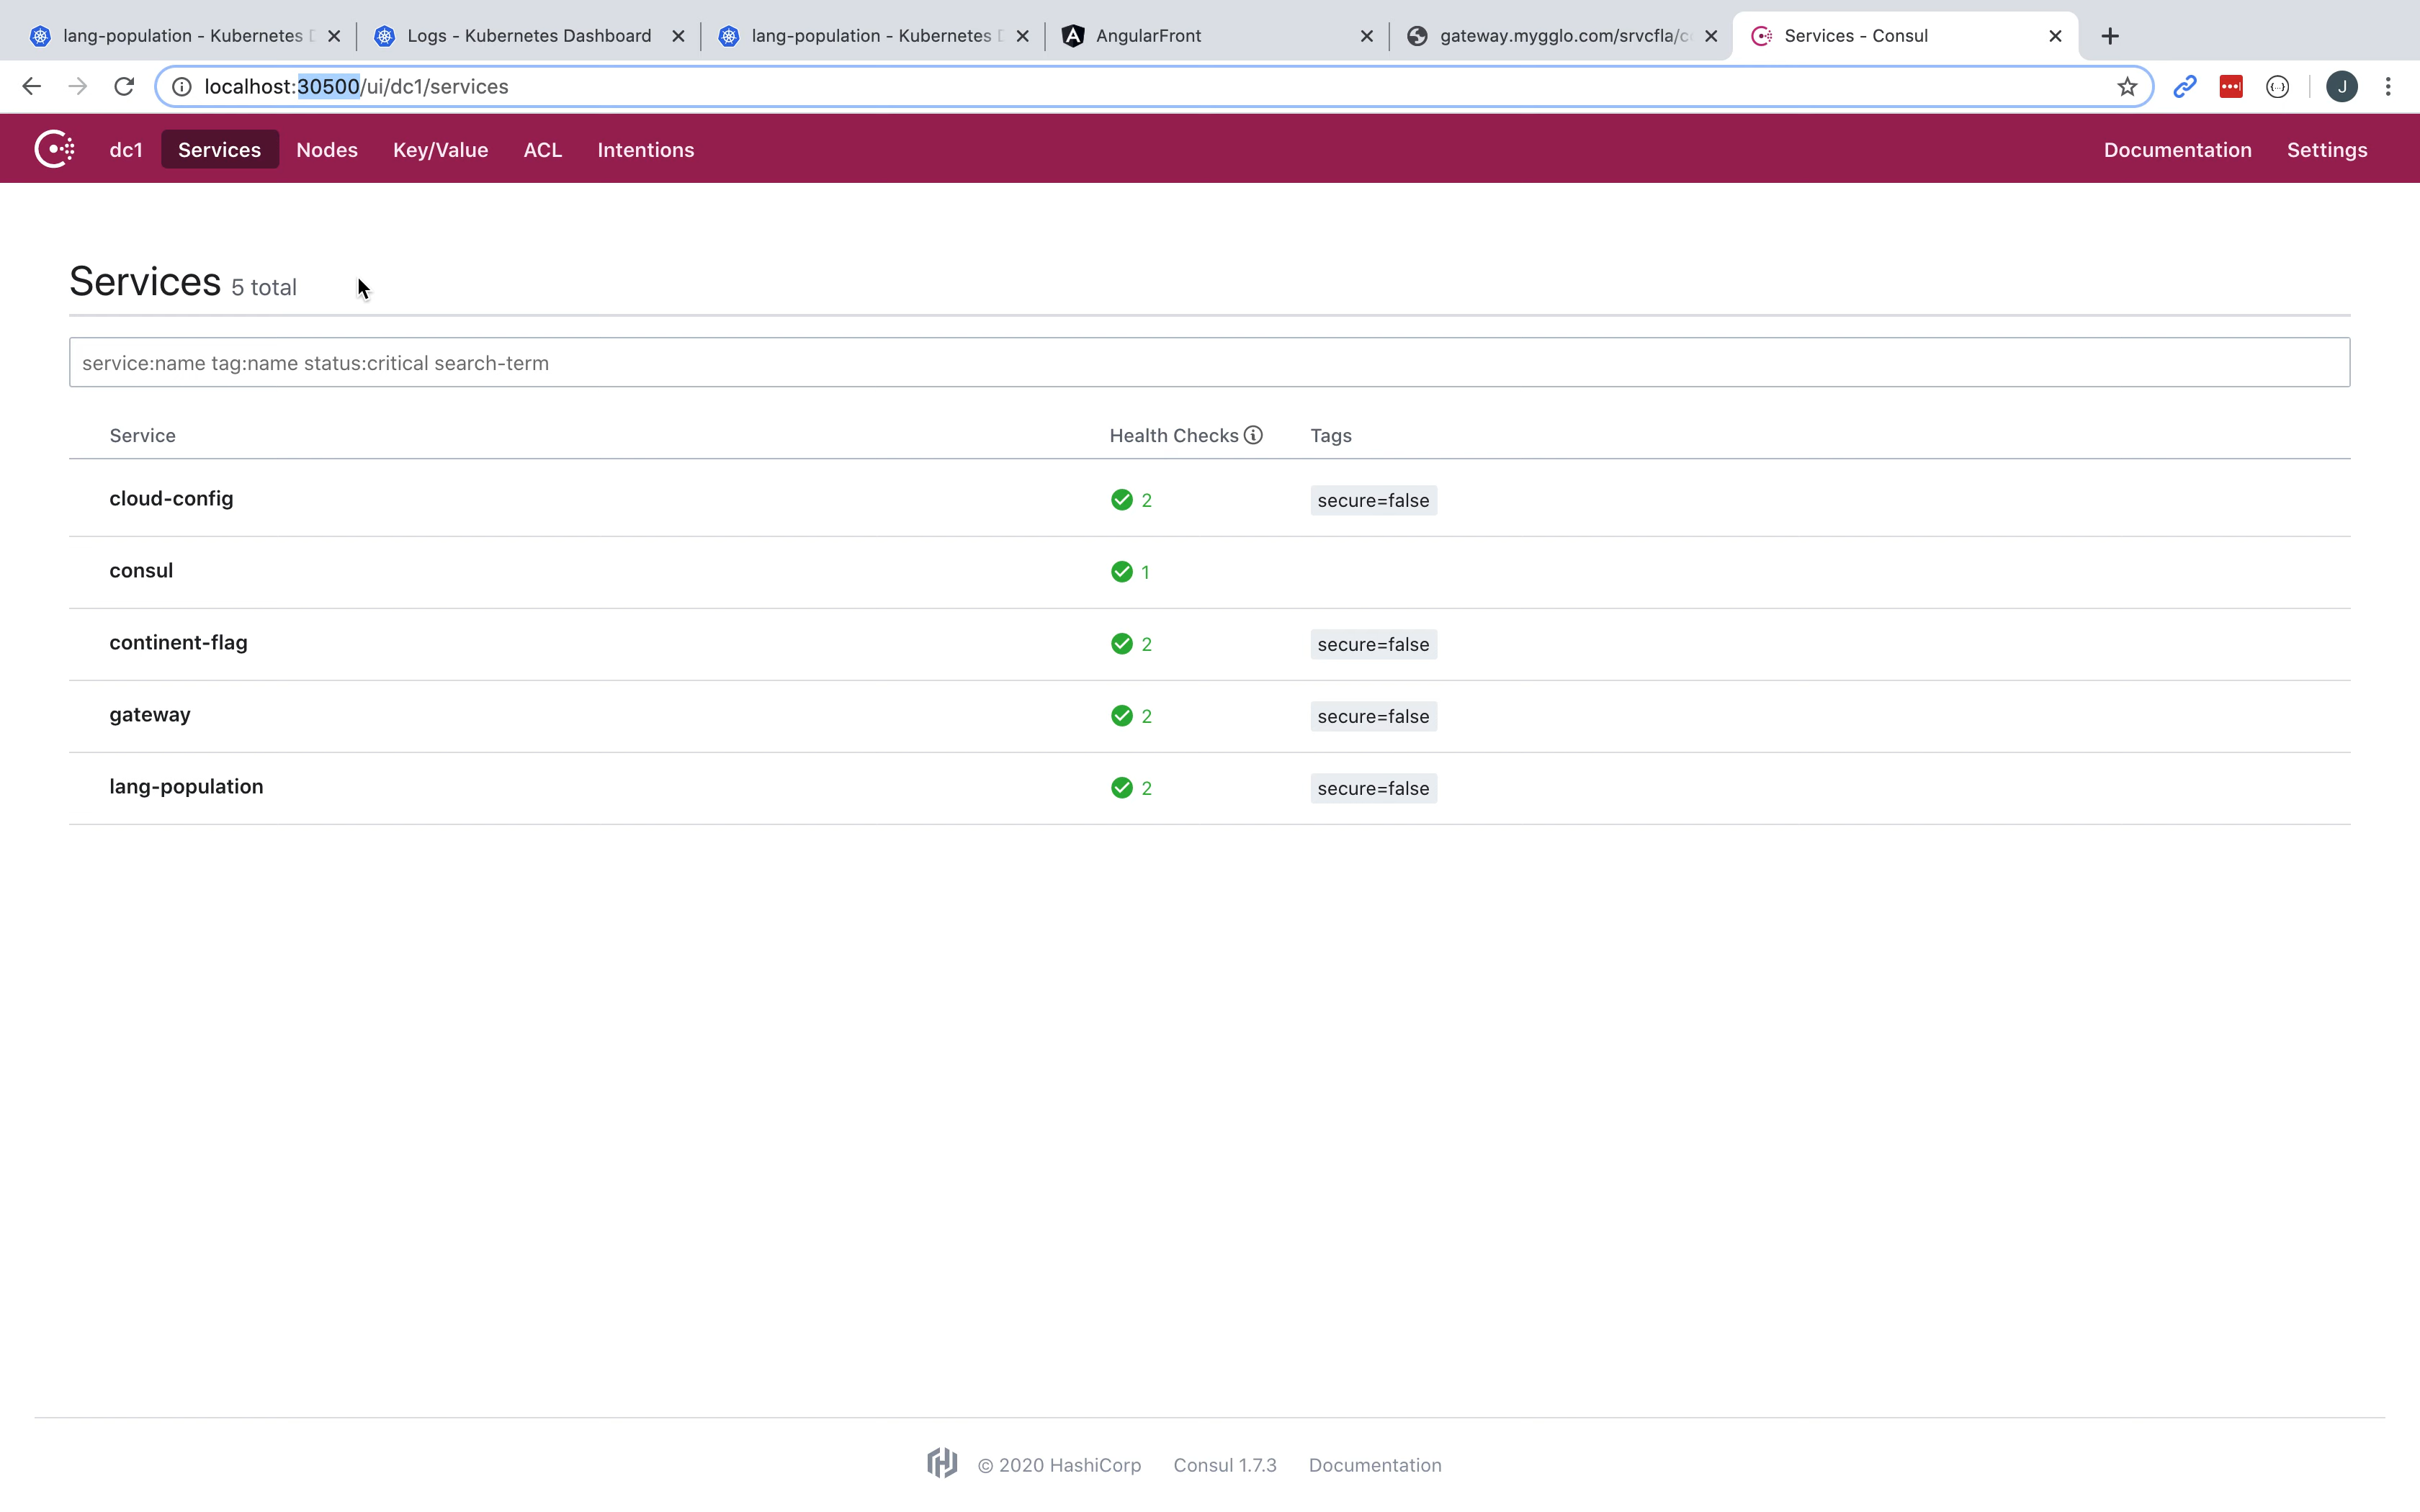 lang-population - Kubernetes D
Logs - Kubernetes Dashboard
lang-population - Kubernetes D
AngularFront
gateway.mygglo.com/srvcfla/c
Services - Consul
localhost:30500/ui/dc1/services
J
dc1 Services Nodes Key/Value ACL Intentions Documentation Settings
Services 5 total
service:name tag:name status:critical search-term
Service Health Checks Tags
cloud-config 2 secure=false
consul 1
continent-flag 2 secure=false
gateway 2 secure=false
lang-population 2 secure=false
© 2020 HashiCorp Consul 1.7.3 Documentation